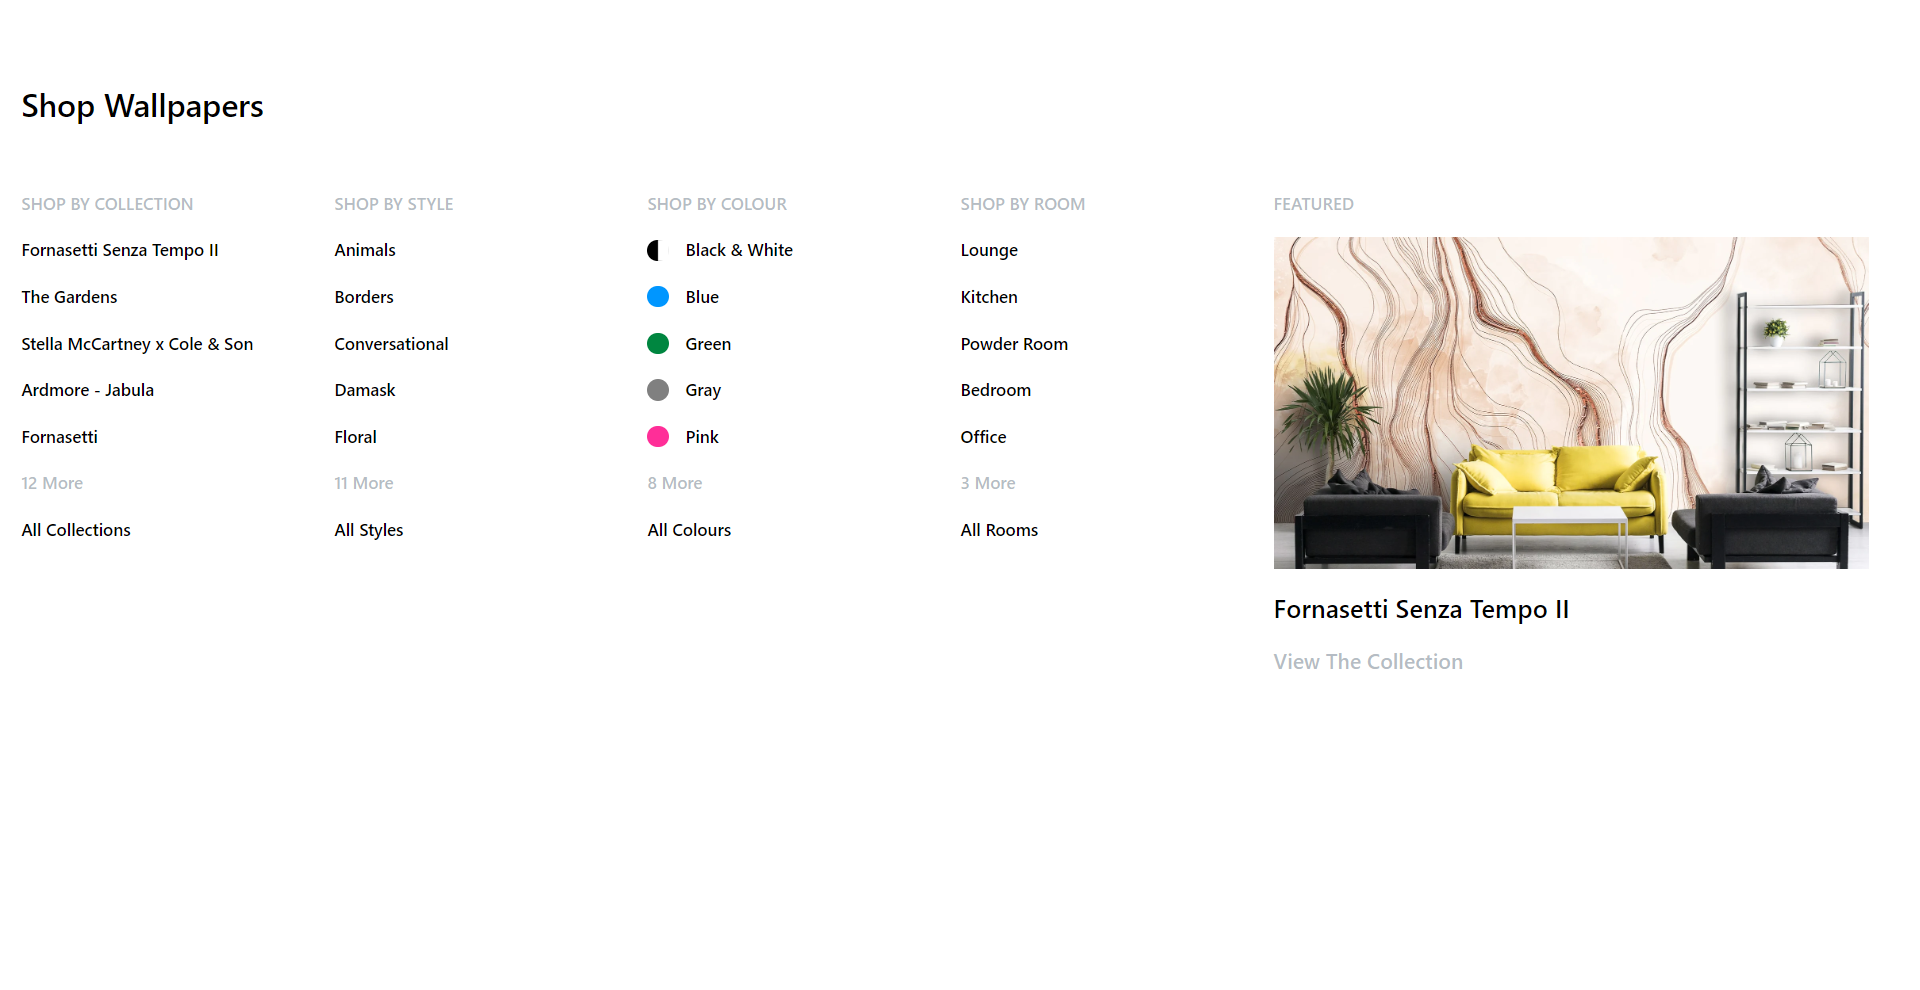 Shop Wallpapers
SHOP BY COLLECTION
Fornasetti Senza Tempo II
The Gardens
Stella McCartney x Cole & Son
Ardmore - Jabula
Fornasetti
12 More
All Collections
SHOP BY STYLE
Animals
Borders
Conversational
Damask
Floral
11 More
All Styles
SHOP BY COLOUR
Black & White
Blue
Green
Gray
Pink
8 More
All Colours
SHOP BY ROOM
Lounge
Kitchen
Powder Room
Bedroom
Office
3 More
All Rooms
FEATURED
Fornasetti Senza Tempo II
View The Collection